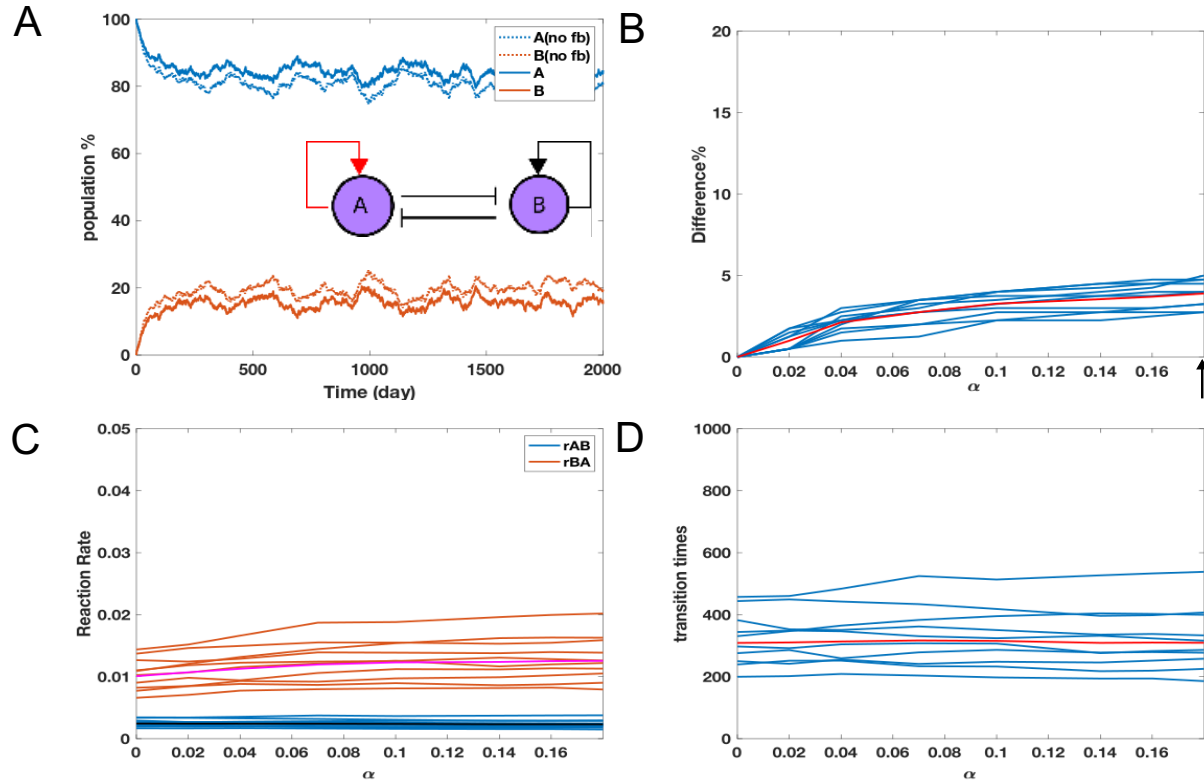 A
100
80
60
40
20
0
population %
A(no fb)
B(no fb)
A
B
A
B
0
500
1000
1500
2000
Time (day)
B
20
15
10
5
0
Difference%
0
0.02
0.04
0.06
0.08
0.1
0.12
0.14
0.16
α
C
0.05
0.04
0.03
0.02
0.01
0
Reaction Rate
rAB
rBA
0
0.02
0.04
0.06
0.08
0.1
0.12
0.14
0.16
α
D
1000
800
600
400
200
0
transition times
0
0.02
0.04
0.06
0.08
0.1
0.12
0.14
0.16
α